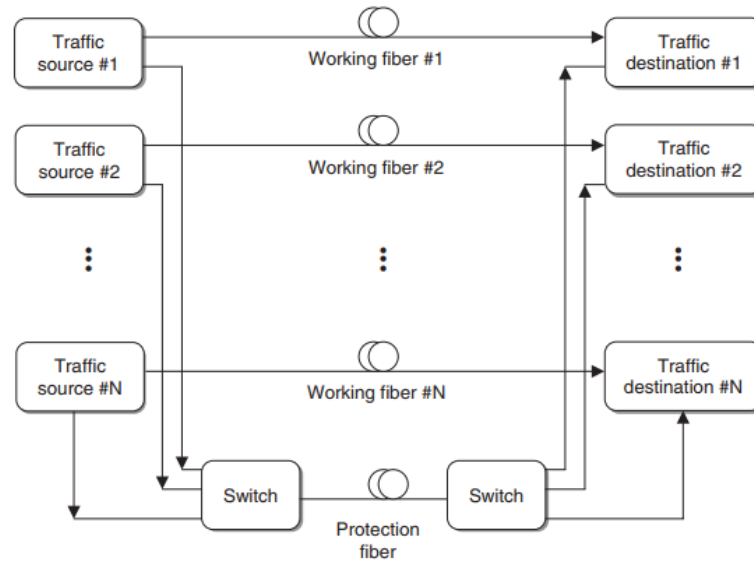 Traffic
source #1
Working fiber #1
Traffic
destination #1
Traffic
source #2
Working fiber #2
Traffic
destination #2
Traffic
source #N
Working fiber #N
Traffic
destination #N
Switch
Protection
fiber
Switch